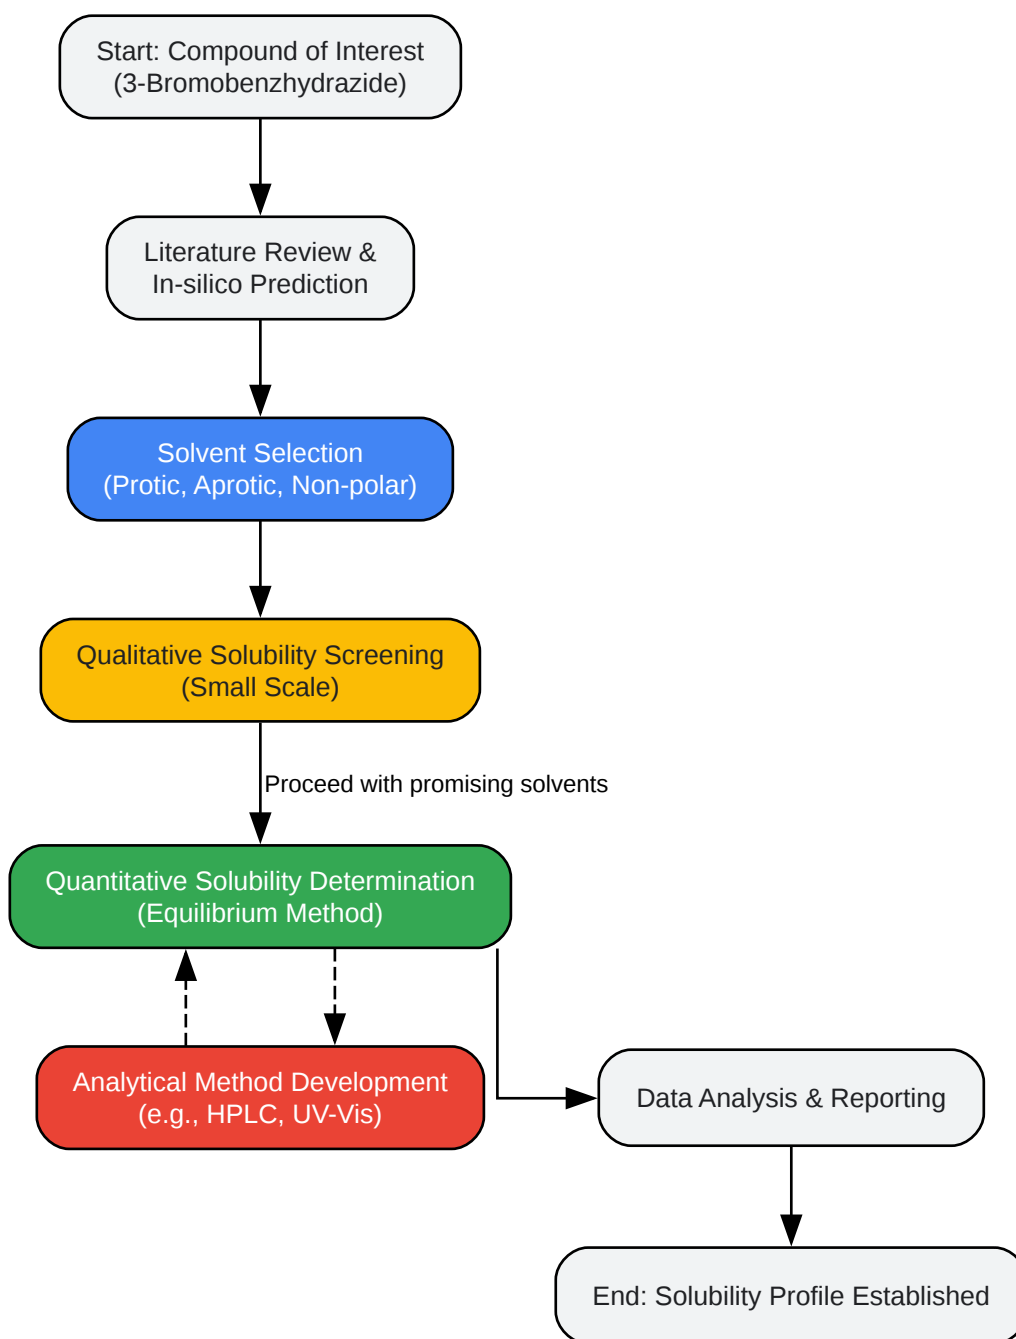 Start: Compound of Interest
(3-Bromobenzhydrazide)
Literature Review &
In-silico Prediction
Solvent Selection
(Protic, Aprotic, Non-polar)
Qualitative Solubility Screening
(Small Scale)
Proceed with promising solvents
Quantitative Solubility Determination
(Equilibrium Method)
Analytical Method Development
(e.g., HPLC, UV-Vis)
Data Analysis & Reporting
End: Solubility Profile Established